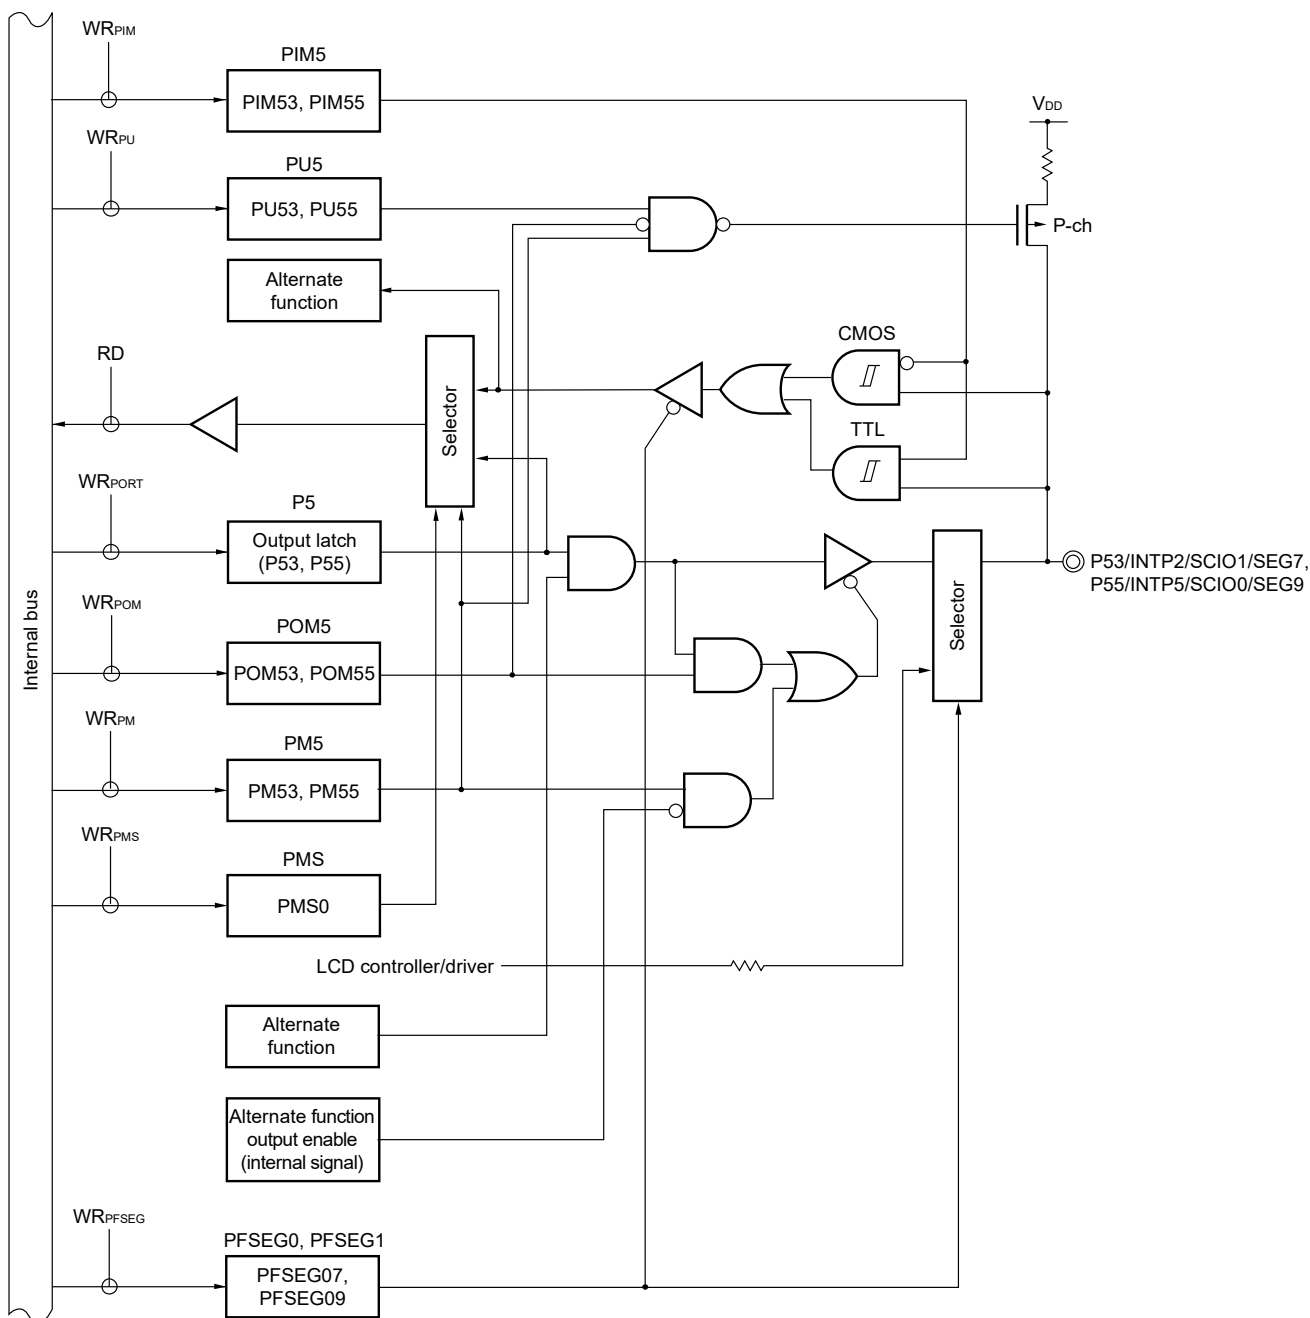 WRPIM
PIM5
PIM53, PIM55
VDD
WRPU
PU5
PU53, PU55
P-ch
Alternate
function
CMOS
RD
Selector
TTL
WRPORT
P5
Output latch
(P53, P55)
P53/INTP2/SCIO1/SEG7,
P55/INTP5/SCIO0/SEG9
Selector
Internal bus
WRPOM
POM5
POM53, POM55
WRPM
PM5
PM53, PM55
WRPMS
PMS
PMS0
LCD controller/driver
Alternate
function
Alternate function
output enable
(internal signal)
WRPFSEG
PFSEG0, PFSEG1
PFSEG07,
PFSEG09